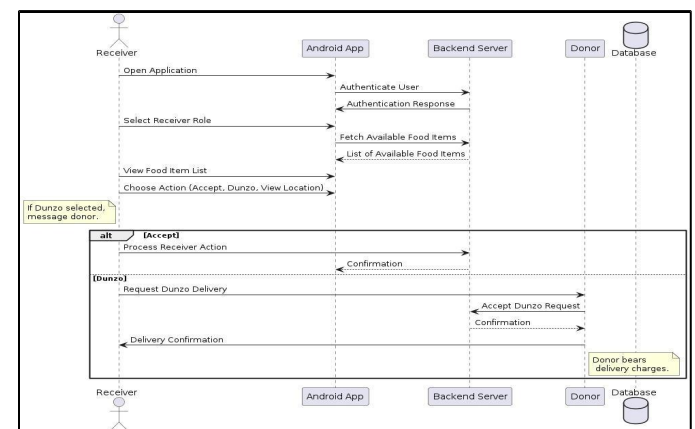 Receiver
Android App
Backend Server
Donor
Database
Open Application
Authenticate User
Authentication Response
Select Receiver Role
Fetch Available Food Items
List of Available Food Items
View Food Item List
Choose Action (Accept, Dunzo, View Location)
If Dunzo selected,
message donor.
alt [Accept]
Process Receiver Action
Confirmation
[Dunzo]
Request Dunzo Delivery
Accept Dunzo Request
Confirmation
Delivery Confirmation
Donor bears
delivery charges.
Receiver
Android App
Backend Server
Donor
Database